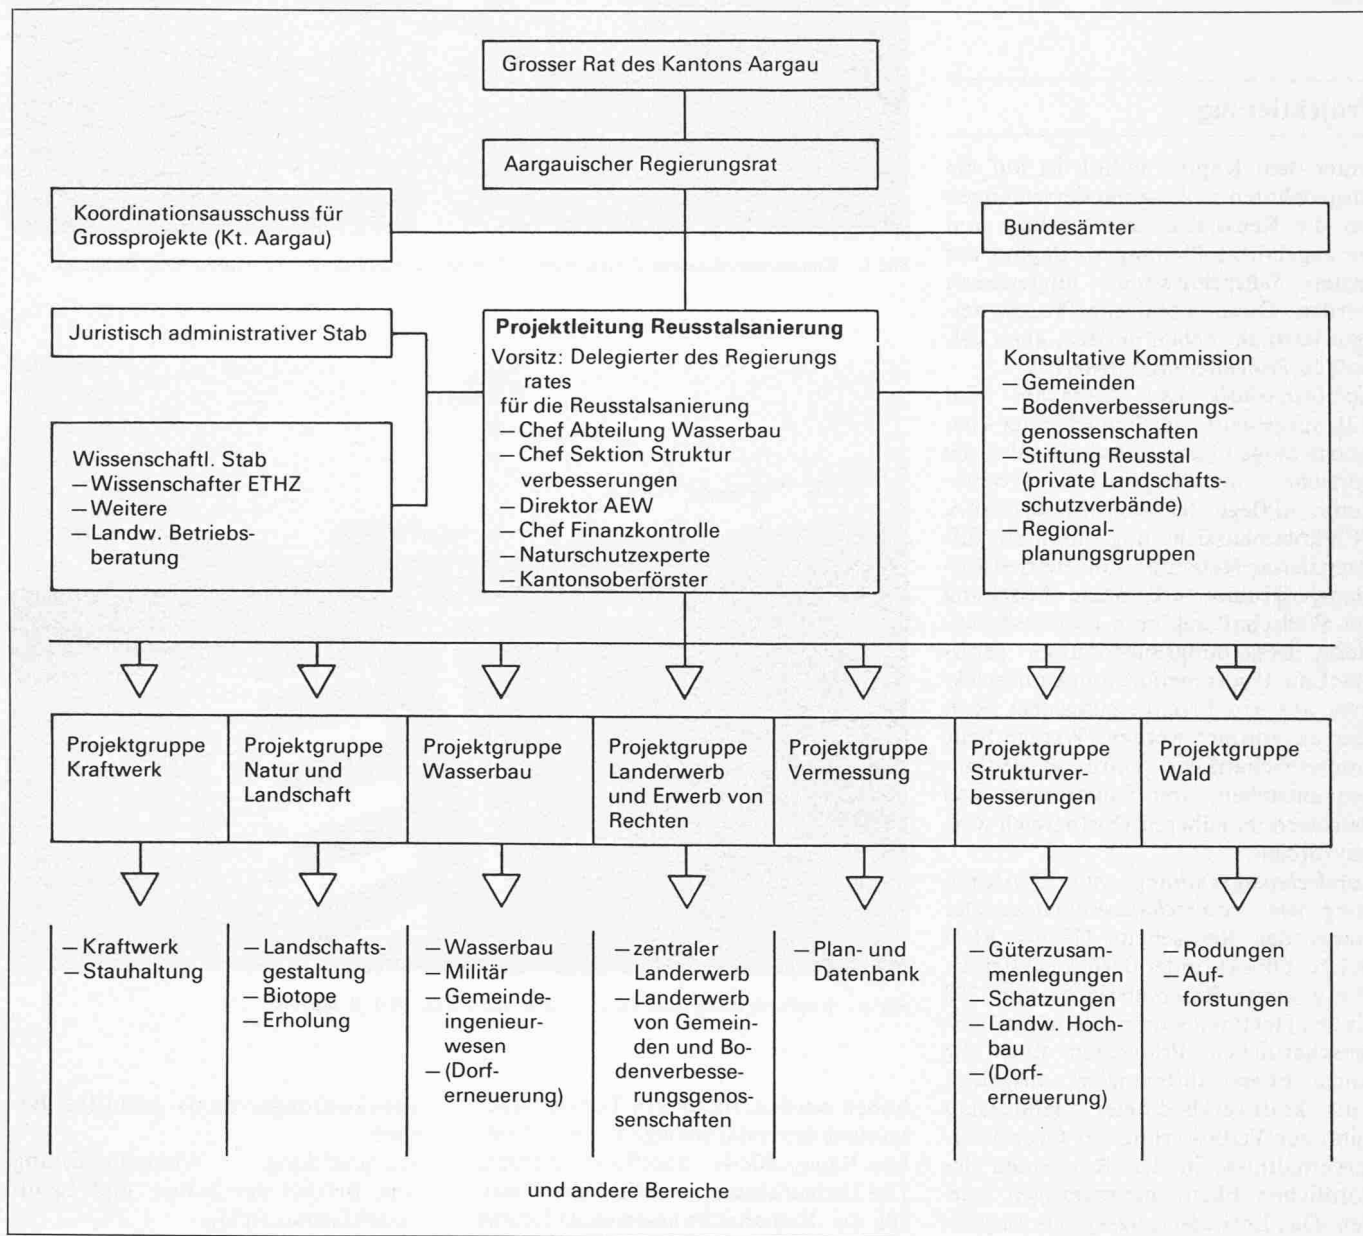 Grosser Rat des Kantons Aargau
Aargauischer Regierungsrat
Koordinationsausschuss für
Grossprojekte (Kt. Aargau)
Bundesämter
Juristisch administrativer Stab
Wissenschaftl. Stab
– Wissenschafter ETHZ
– Weitere
– Landw. Betriebs-
beratung
Projektleitung Reusstalsanierung
Vorsitz: Delegierter des Regierungs
rates
für die Reusstalsanierung
– Chef Abteilung Wasserbau
– Chef Sektion Struktur
verbesserungen
– Direktor AEW
– Chef Finanzkontrolle
– Naturschutzexperte
– Kantonsoberförster
Konsultative Kommission
– Gemeinden
– Bodenverbesserungs-
genossenschaften
– Stiftung Reusstal
(private Landschafts-
schutzverbände)
– Regional-
planungsgruppen
Projektgruppe
Kraftwerk
Projektgruppe
Natur und
Landschaft
Projektgruppe
Wasserbau
Projektgruppe
Landerwerb
und Erwerb von
Rechten
Projektgruppe
Vermessung
Projektgruppe
Strukturver-
besserungen
Projektgruppe
Wald
– Kraftwerk
– Stauhaltung
– Landschafts-
gestaltung
– Biotope
– Erholung
– Wasserbau
– Militär
– Gemeinde-
ingenieur-
wesen
– (Dorf-
erneuerung)
– zentraler
Landerwerb
– Landerwerb
von Gemein-
den und Bo-
denverbesse-
rungsgenos-
senschaften
– Plan- und
Datenbank
– Güterzusam-
menlegungen
– Schatzungen
– Landw. Hoch-
bau
– (Dorf-
erneuerung)
– Rodungen
– Auf-
forstungen
und andere Bereiche